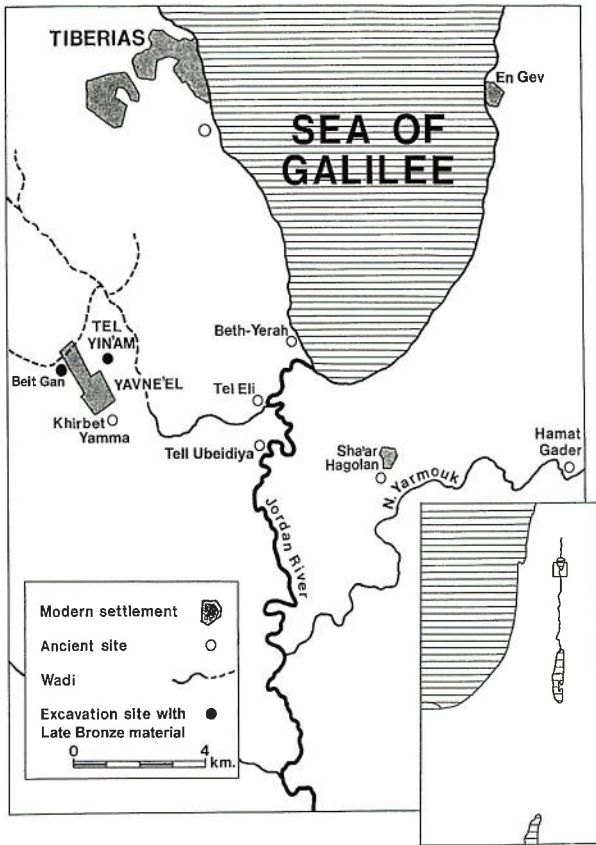 TIBERIAS
En Gev
SEA OF
GALILEE
Beth-Yerah
TEL
YIN'AM
Beit Gan
YAVNE'EL
Tel Eli
Khirbet
Yamma
Tell Ubeidiya
Sha'ar
Hagolan
Hamat
Gader
N. Yarmouk
Jordan River
Modern settlement
Ancient site
Wadi
Excavation site with
Late Bronze material
0 4
km.